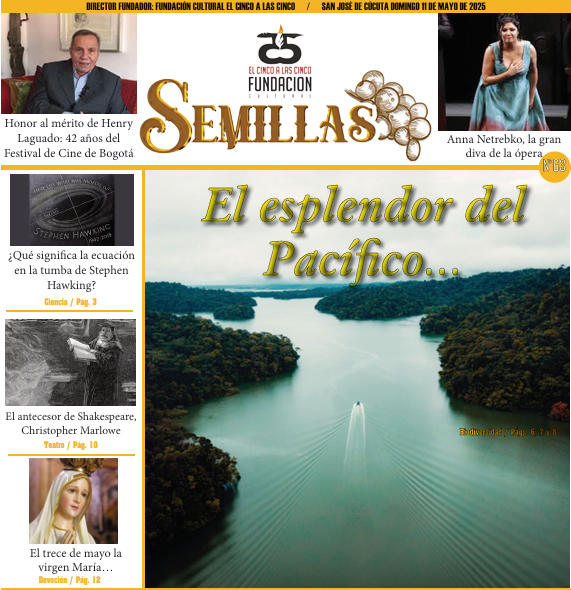 DIRECTOR FUNDADOR: FUNDACIÓN CULTURAL EL CINCO A LAS CINCO / SAN JOSÉ DE CÚCUTA DOMINGO 11 DE MAYO DE 2025
EL CINCO A LAS CINCO
FUNDACIÓN
CULTURAL
SEMILLAS
Honor al mérito de Henry
Laguado: 42 años del
Festival de Cine de Bogotá
Anna Netrebko, la gran
diva de la ópera
STEPHEN HAWKING
1942-2018
¿Qué significa la ecuación
en la tumba de Stephen
Hawking?
Ciencia / Pág. 3
El antecesor de Shakespeare,
Christopher Marlowe
Teatro / Pág. 10
El trece de mayo la
virgen María…
Devoción / Pág. 12
El esplendor del
Pacífico...
Biodiversidad / Págs. 6, 7 y 8